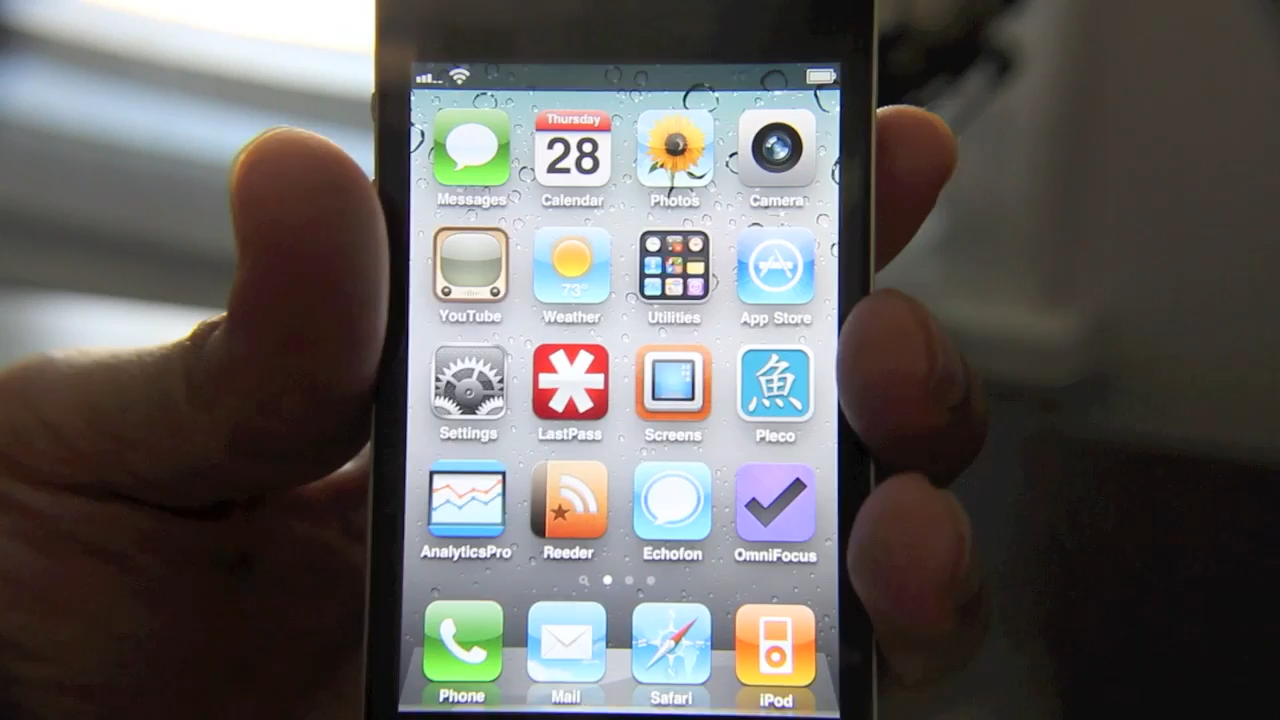 Thursday
28
Messages
Calendar
Photos
Camera
73°
YouTube
Weather
Utilities
App Store
魚
Settings
LastPass
Screens
Pleco
AnalyticsPro
Reeder
Echofon
OmniFocus
Phone
Mail
Safari
iPod